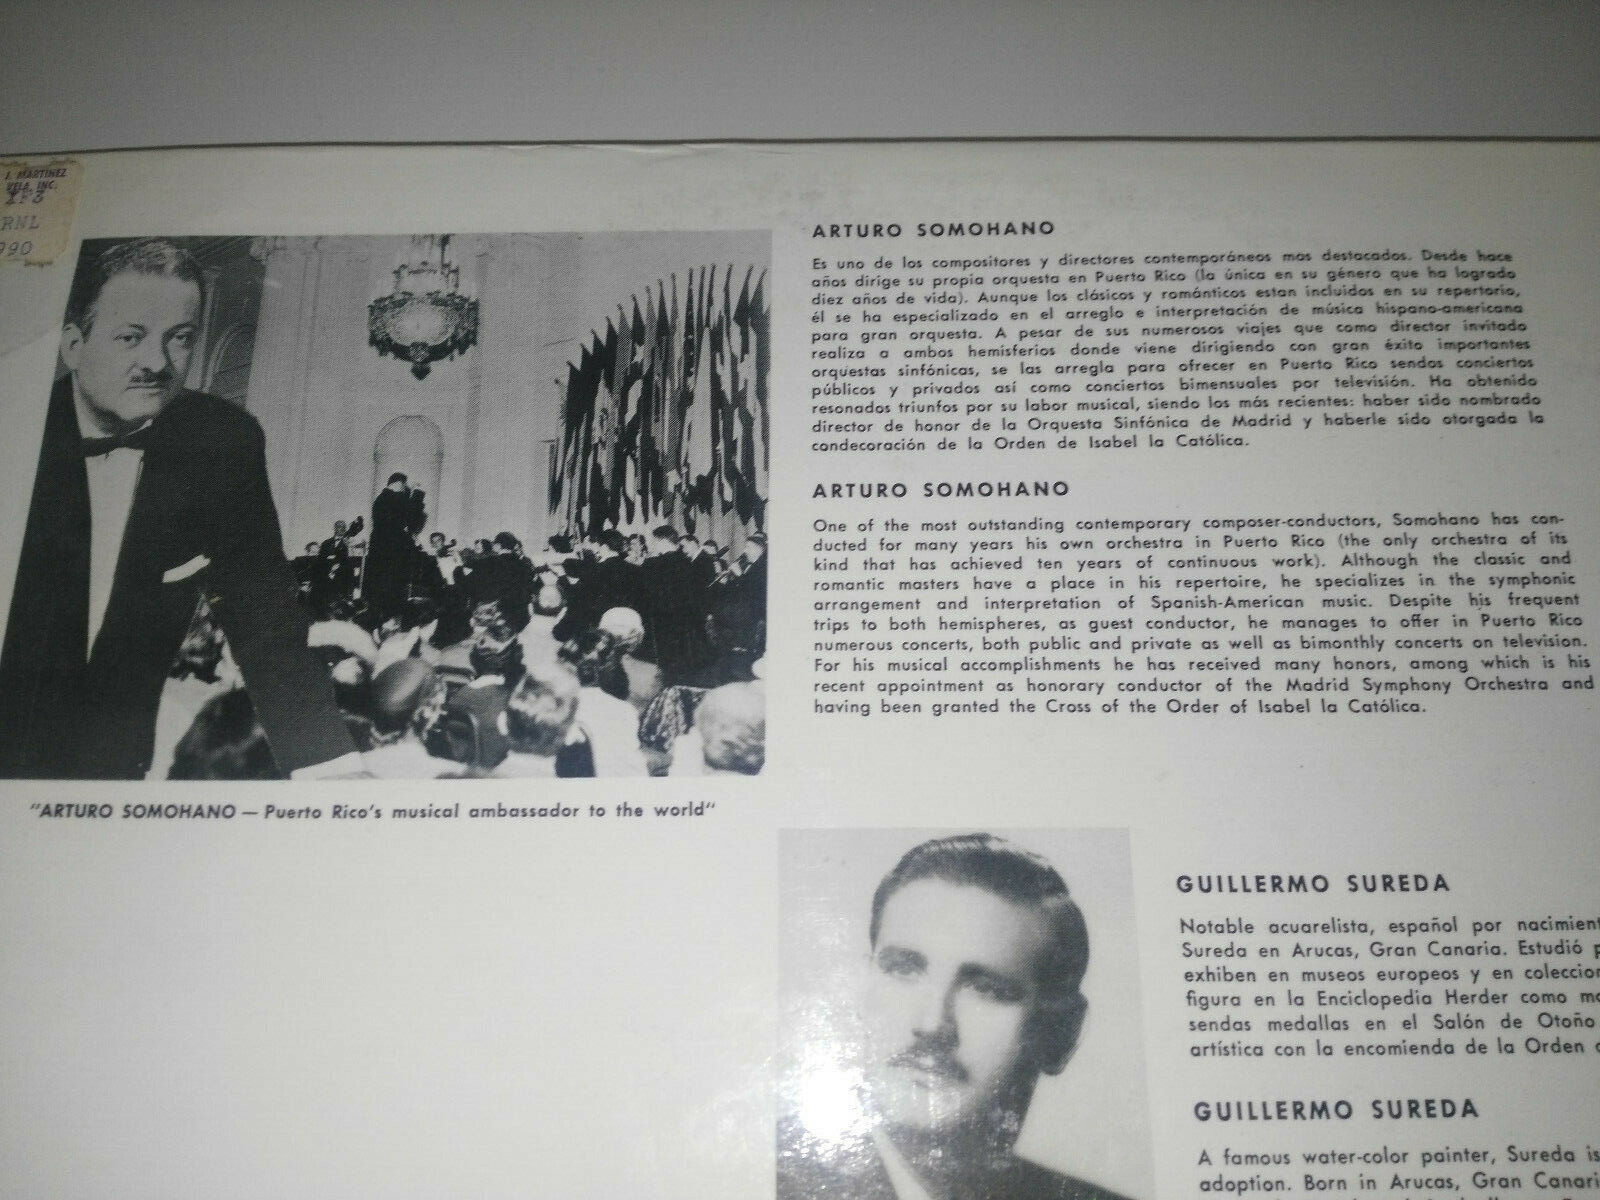 J. MARTINEZ
VELA, INC.
RNL
990
ARTURO SOMOHANO
Es uno de los compositores y directores contemporáneos mas destacados. Desde hace
años dirige su propia orquesta en Puerto Rico (la única en su género que ha logrado
diez años de vida). Aunque los clásicos y románticos estan incluidos en su repertorio,
él se ha especializado en el arreglo e interpretación de música hispano-americana
para gran orquesta. A pesar de sus numerosos viajes que como director invitado
realiza a ambos hemisferios donde viene dirigiendo con gran éxito importantes
orquestas sinfónicas, se las arregla para ofrecer en Puerto Rico sendos conciertos
públicos y privados así como conciertos bimensuales por televisión. Ha obtenido
resonados triunfos por su labor musical, siendo los más recientes: haber sido nombrado
director de honor de la Orquesta Sinfónica de Madrid y haberle sido otorgada la
condecoración de la Orden de Isabel la Católica.
ARTURO SOMOHANO
One of the most outstanding contemporary composer-conductors, Somohano has con-
ducted for many years his own orchestra in Puerto Rico (the only orchestra of its
kind that has achieved ten years of continuous work). Although the classic and
romantic masters have a place in his repertoire, he specializes in the symphonic
arrangement and interpretation of Spanish-American music. Despite his frequent
trips to both hemispheres, as guest conductor, he manages to offer in Puerto Rico
numerous concerts, both public and private as well as bimonthly concerts on television.
For his musical accomplishments he has received many honors, among which is his
recent appointment as honorary conductor of the Madrid Symphony Orchestra and
having been granted the Cross of the Order of Isabel la Católica.
"ARTURO SOMOHANO — Puerto Rico's musical ambassador to the world"
GUILLERMO SUREDA
Notable acuarelista, español por nacimient
Sureda en Arucas, Gran Canaria. Estudió p
exhiben en museos europeos y en coleccion
figura en la Enciclopedia Herder como
sendas medallas en el Salón de Otoño
artística con la encomienda de la Orden
GUILLERMO SUREDA
A famous water-color painter, Sureda is
adoption. Born in Arucas, Gran Canari